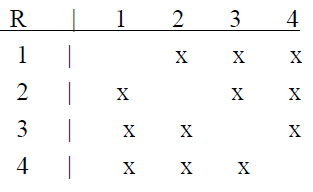 R | 1 2 3 4
1 | x x x
2 | x x x
3 | x x x
4 | x x x